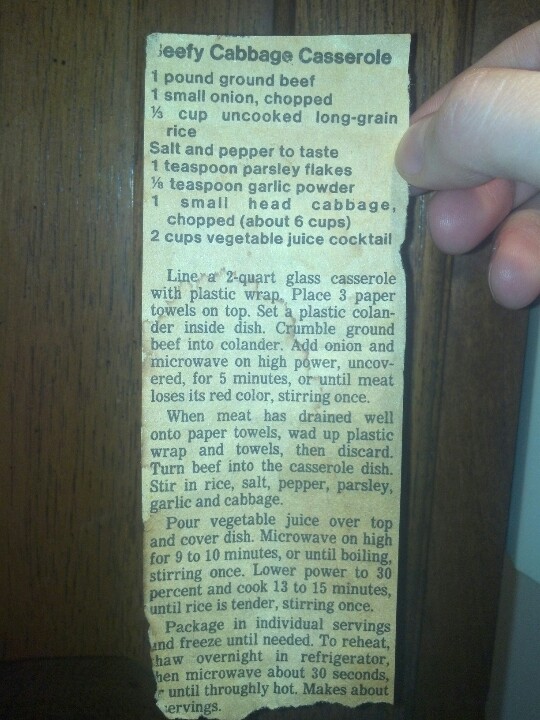 Beefy Cabbage Casserole
1 pound ground beef
1 small onion, chopped
⅓ cup uncooked long-grain
rice
Salt and pepper to taste
1 teaspoon parsley flakes
⅛ teaspoon garlic powder
1 small head cabbage,
chopped (about 6 cups)
2 cups vegetable juice cocktail
Line a 2-quart glass casserole
with plastic wrap. Place 3 paper
towels on top. Set a plastic colan-
der inside dish. Crumble ground
beef into colander. Add onion and
microwave on high power, uncov-
ered, for 5 minutes, or until meat
loses its red color, stirring once.
When meat has drained well
onto paper towels, wad up plastic
wrap and towels, then discard.
Turn beef into the casserole dish.
Stir in rice, salt, pepper, parsley,
garlic and cabbage.
Pour vegetable juice over top
and cover dish. Microwave on high
for 9 to 10 minutes, or until boiling,
stirring once. Lower power to 30
percent and cook 13 to 15 minutes,
until rice is tender, stirring once.
Package in individual servings
and freeze until needed. To reheat,
thaw overnight in refrigerator,
then microwave about 30 seconds,
or until throughly hot. Makes about
servings.